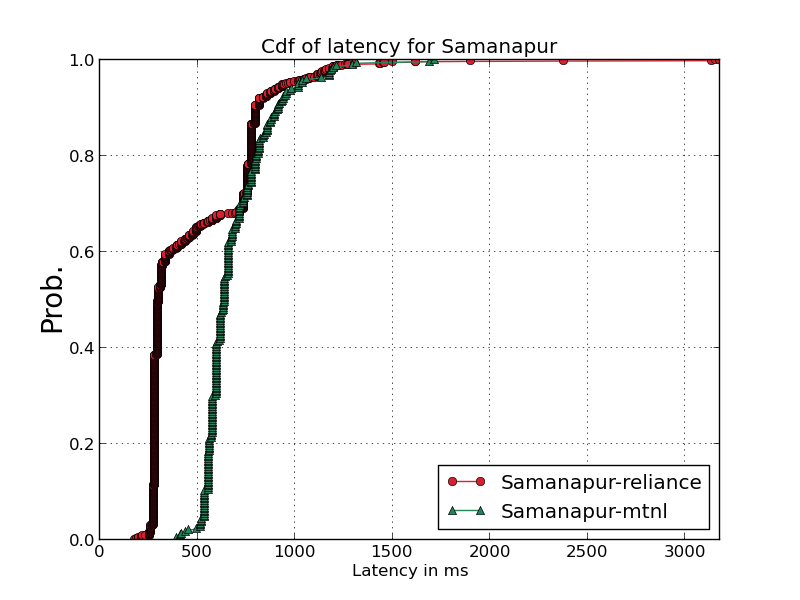 Cdf of latency for Samanapur
Prob.
1.0
0.8
0.6
0.4
0.2
0.0
0 500 1000 1500 2000 2500 3000
Latency in ms
Samanapur-reliance
Samanapur-mtnl